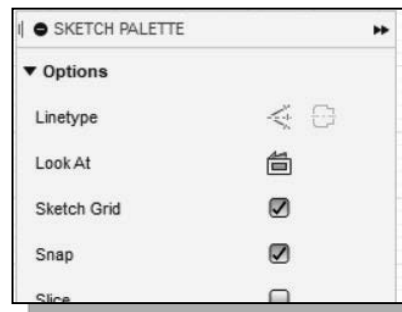 SKETCH PALETTE
Options
Linetype
Look At
Sketch Grid
Snap
Slice